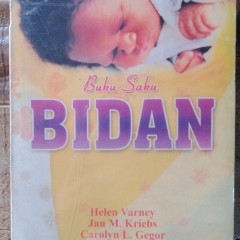 Buku Saku
BIDAN
Helen Varney
Jan M. Kriebs
Carolyn L. Gegor